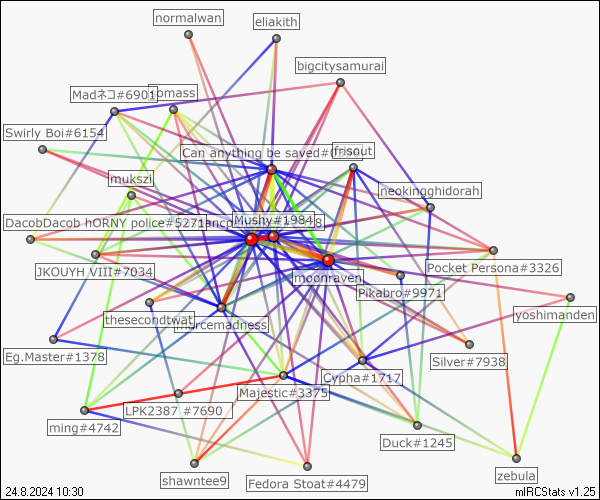 normalwan
eliakith
bigcitysamurai
Madネコ#6901
omass
Swirly Boi#6154
Can anything be saved#0
frisout
mukszi
neokingghidorah
DacobDacob hORNY police#5271
Mushy#1984
JKOUYH VIII#7034
moonraven
Pocket Persona#3326
Pikabro#9971
thesecondtwat
rcemadness
yoshimanden
Eg.Master#1378
Silver#7938
Cypha#1717
Majestic#3375
LPK2387 #7690
ming#4742
Duck#1245
shawntee9
Fedora Stoat#4479
zebula
24.8.2024 10:30
mIRCStats v1.25